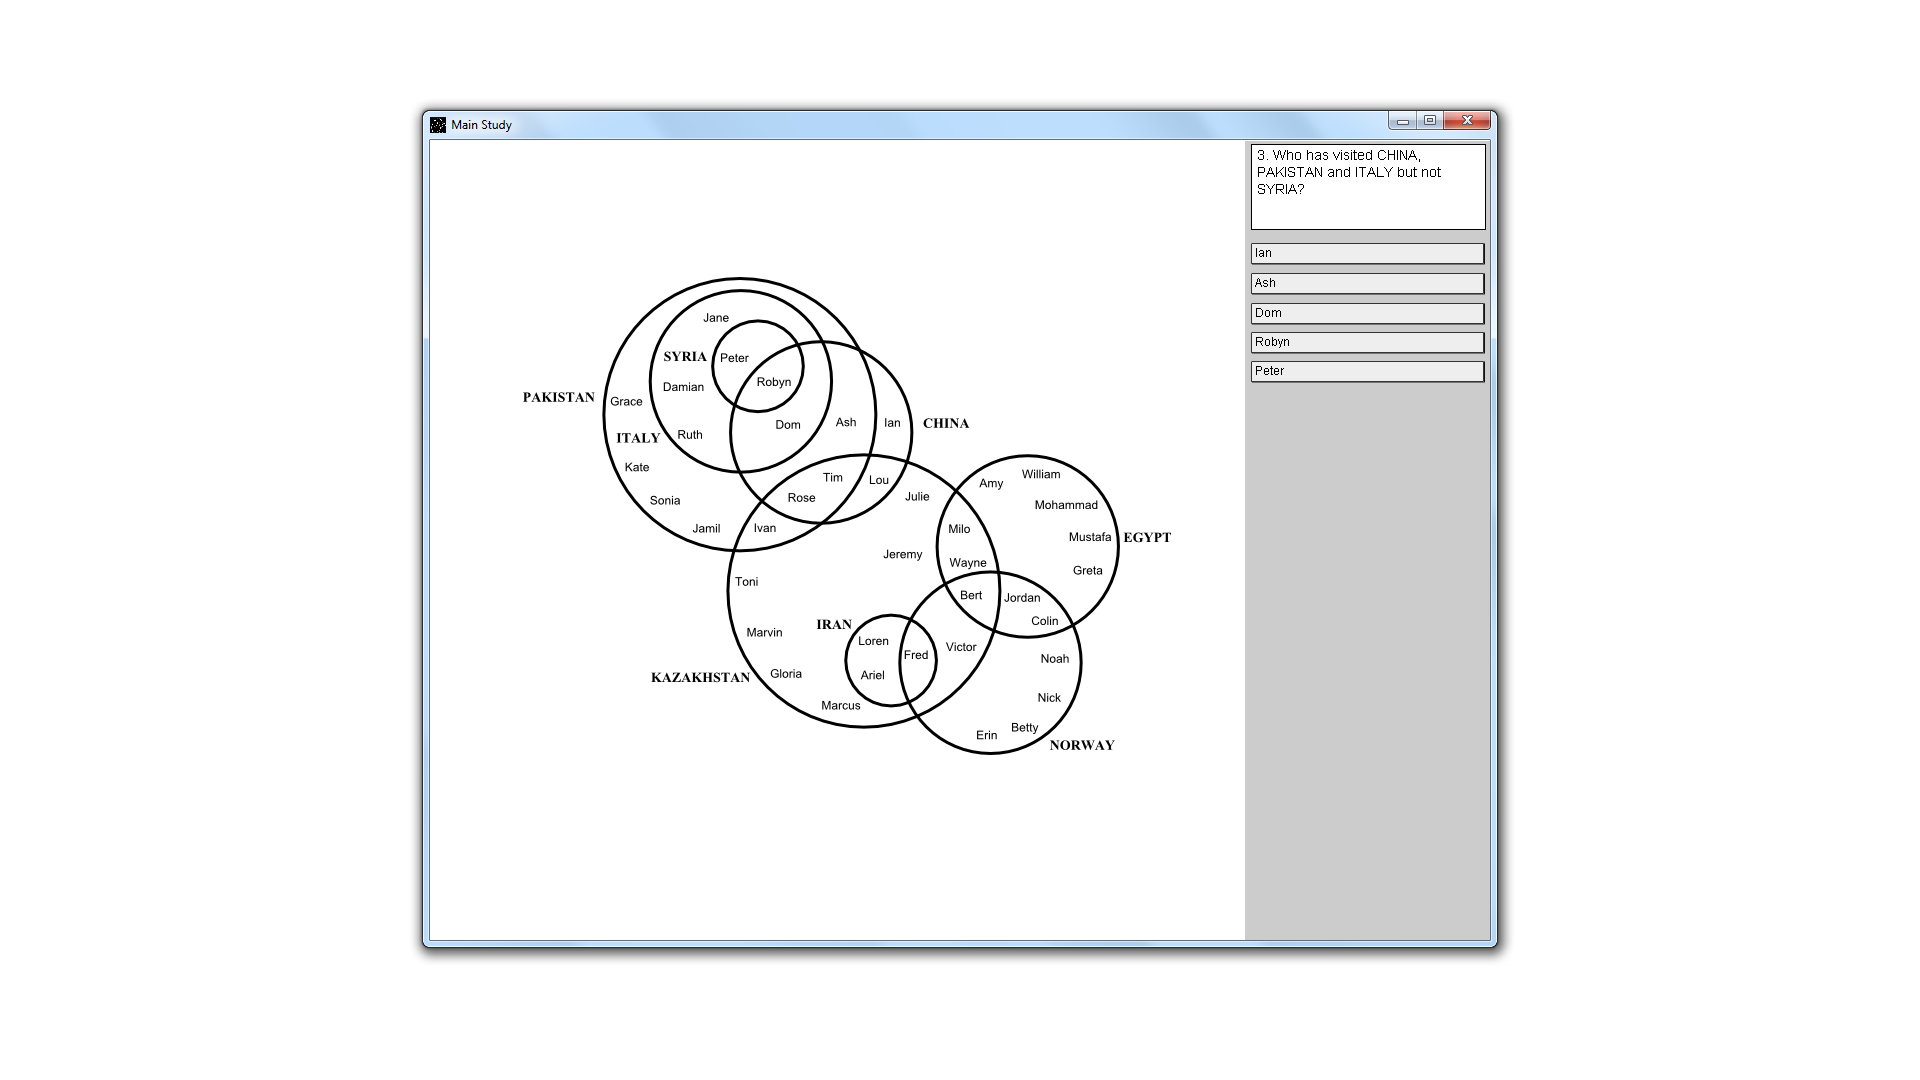 Main Study
3. Who has visited CHINA,
PAKISTAN and ITALY but not
SYRIA?
Ian
Ash
Dom
Robyn
Peter
Jane
SYRIA
Peter
Robyn
Damian
PAKISTAN
Grace
ITALY
Ruth
Dom
Ash
Ian
CHINA
Kate
Sonia
Jamil
Ivan
Rose
Tim
Lou
Julie
Amy
William
Mohammad
Mustafa
EGYPT
Greta
Milo
Wayne
Jeremy
Toni
Bert
Jordan
Colin
Marvin
IRAN
Loren
Fred
Victor
Ariel
Noah
KAZAKHSTAN
Gloria
Marcus
Nick
Betty
Erin
NORWAY